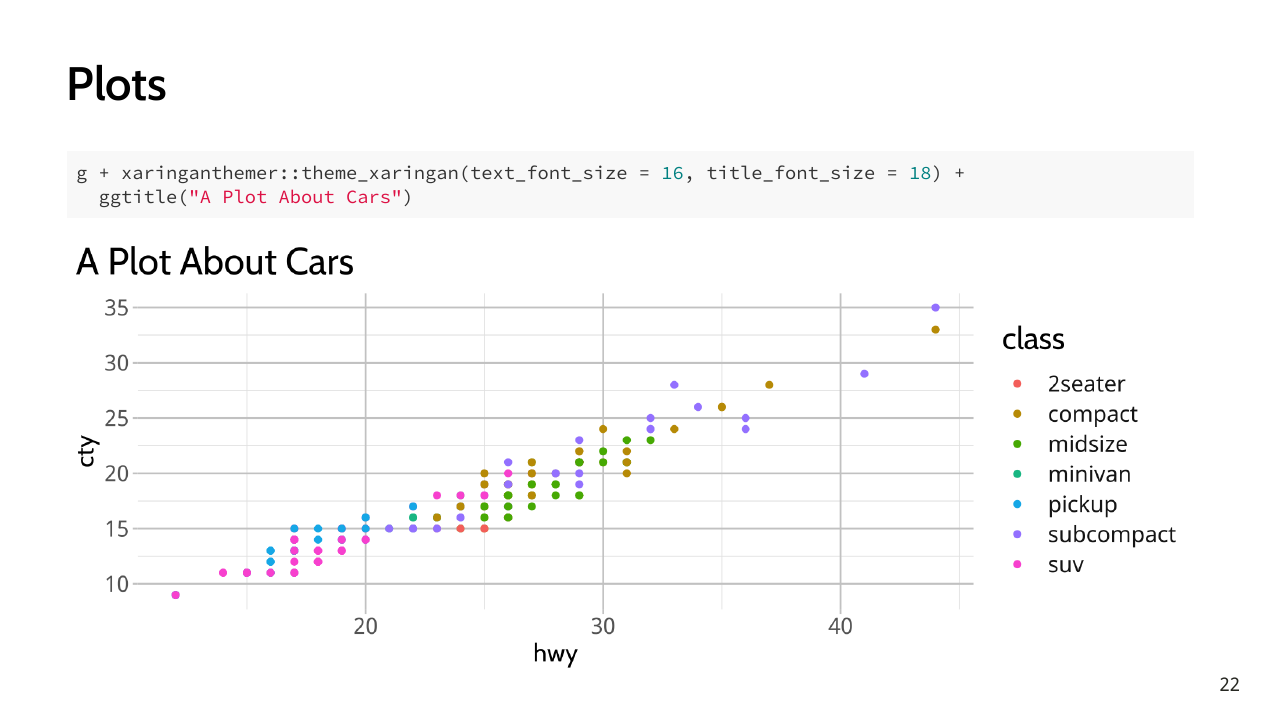 Plots
g + xaringanthemer::theme_xaringan(text_font_size = 16, title_font_size = 18) +
  ggtitle("A Plot About Cars")
A Plot About Cars
35
30
25
20
15
10
cty
20 30 40
hwy
class
2seater
compact
midsize
minivan
pickup
subcompact
suv
22